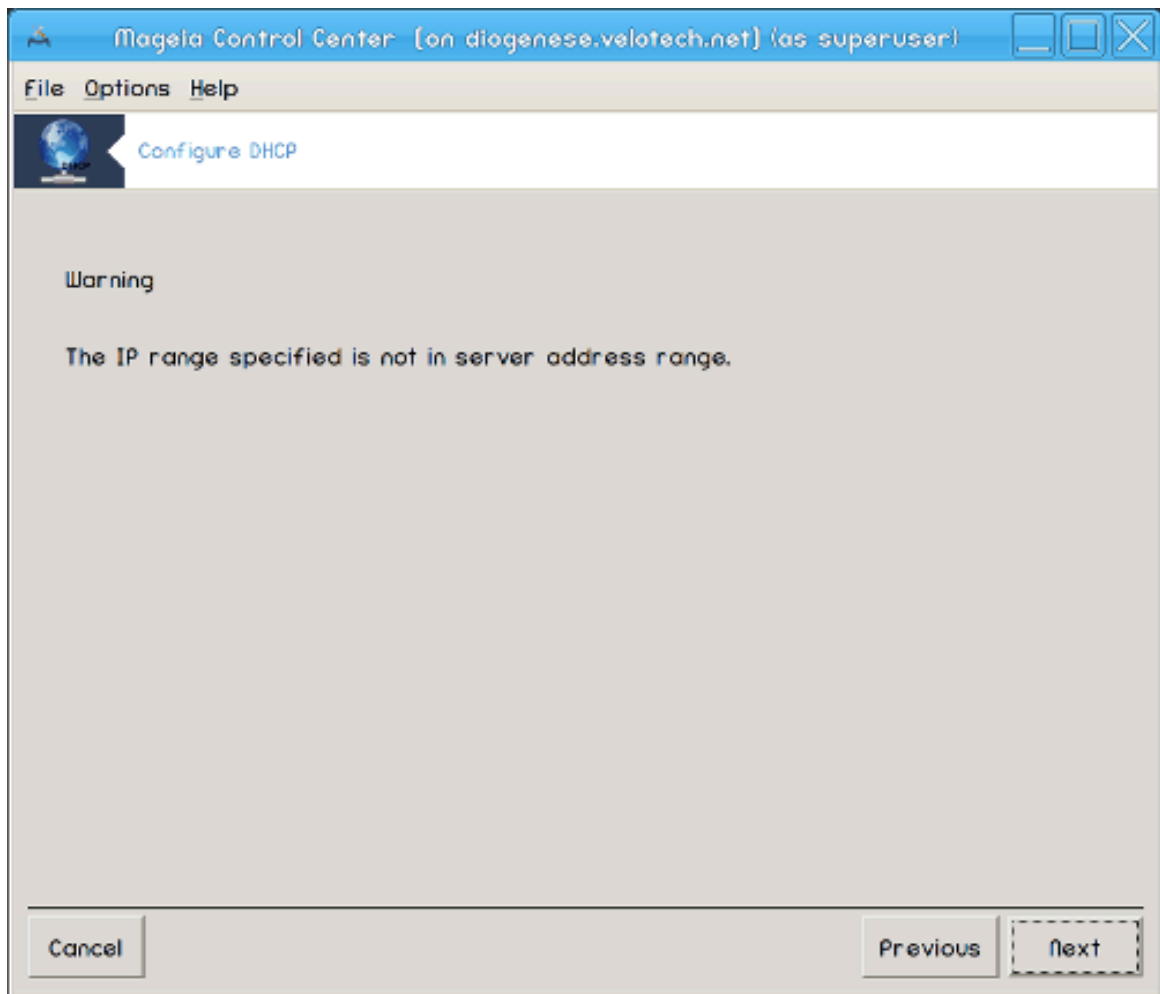 Mageia Control Center [on diogenese.velotech.net] (as superuser)
File Options Help
DHCP
Configure DHCP
Warning
The IP range specified is not in server address range.
Cancel
Previous
Next